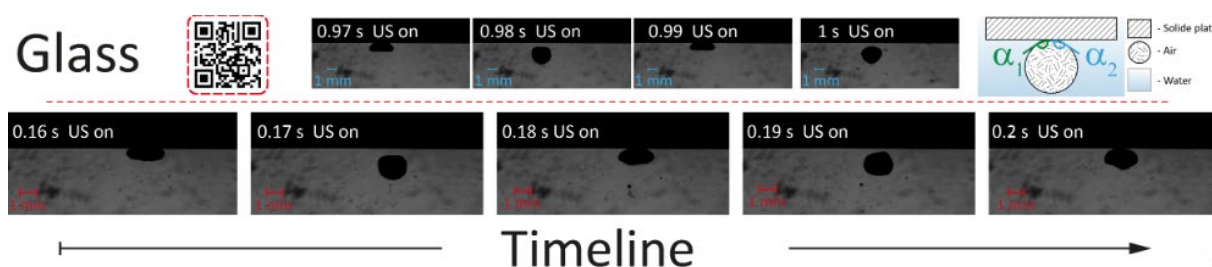 Glass
0.97 s US on
1 mm
0.98 s US on
1 mm
0.99 US on
1 mm
1 s US on
1 mm
α1
α2
- Solide plat
- Air
- Water
0.16 s US on
1 mm
0.17 s US on
1 mm
0.18 s US on
1 mm
0.19 s US on
1 mm
0.2 s US on
1 mm
Timeline